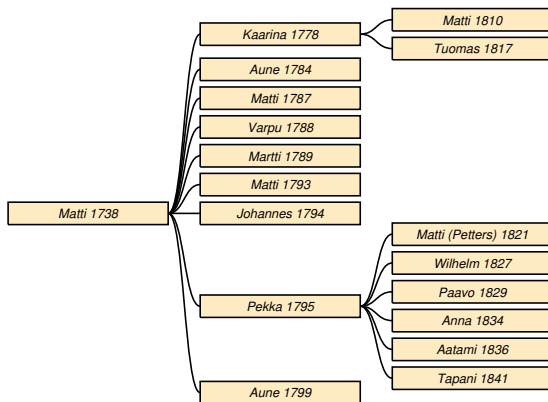 Matti 1738
Kaarina 1778
Matti 1810
Tuomas 1817
Aune 1784
Matti 1787
Varpu 1788
Martti 1789
Matti 1793
Johannes 1794
Pekka 1795
Matti (Petters) 1821
Wilhelm 1827
Paavo 1829
Anna 1834
Aatami 1836
Tapani 1841
Aune 1799